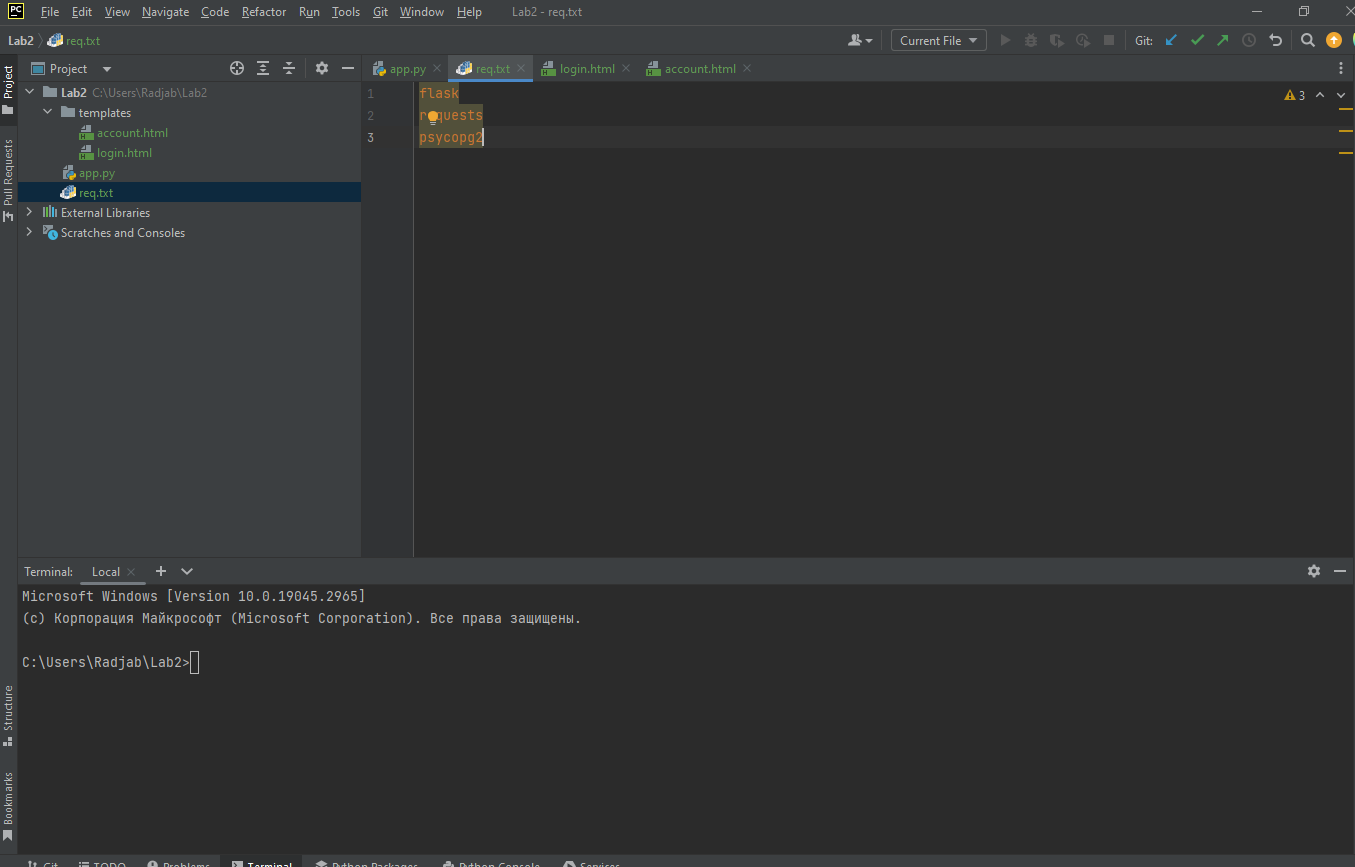 PC File Edit View Navigate Code Refactor Run Tools Git Window Help Lab2 - req.txt
Lab2 req.txt Current File Git:
Project
Project
app.py req.txt login.html account.html
Lab2 C:\Users\Radjab\Lab2
templates
account.html
login.html
app.py
req.txt
External Libraries
Scratches and Consoles
Pull Requests
1 flask
2 requests
3 psycopg2
3
Terminal: Local
Microsoft Windows [Version 10.0.19045.2965]
(c) Корпорация Майкрософт (Microsoft Corporation). Все права защищены.
C:\Users\Radjab\Lab2>
Structure
Bookmarks
Git TODO Problems Terminal Python Packages Python Console Services